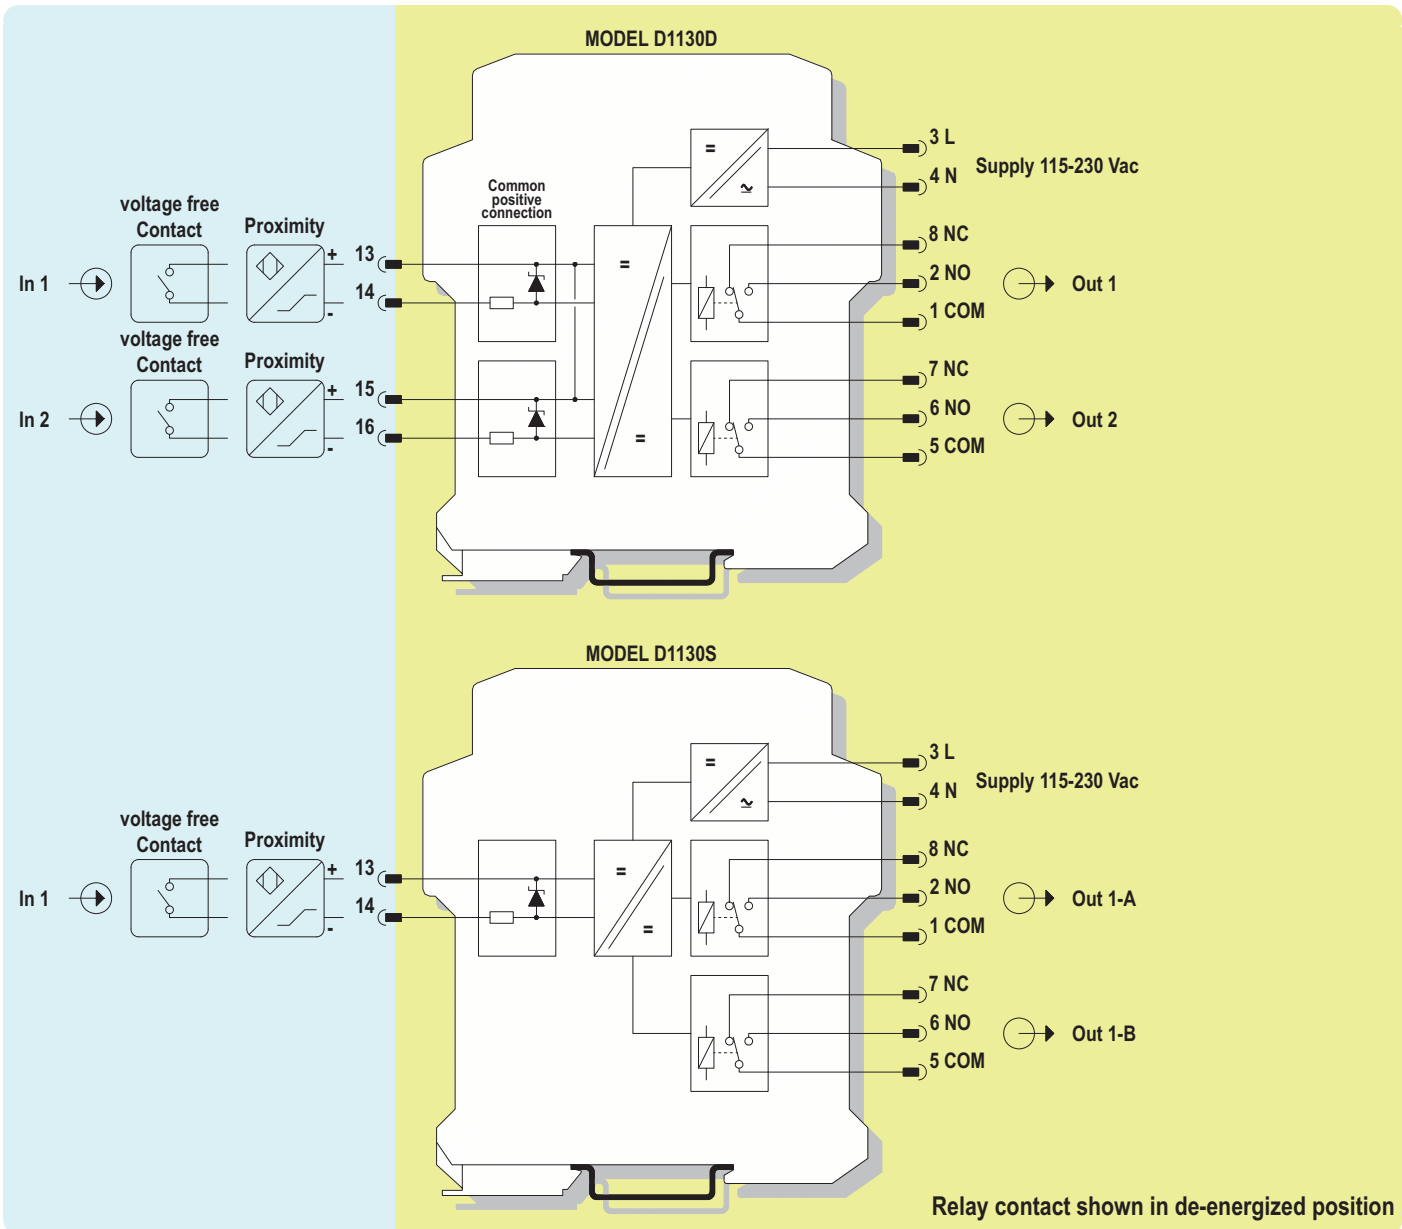 MODEL D1130D
3 L
4 N
Supply 115-230 Vac
Common
positive
connection
voltage free
Contact
Proximity
In 1
+
13
14
-
8 NC
2 NO
1 COM
Out 1
voltage free
Contact
Proximity
In 2
+
15
16
-
7 NC
6 NO
5 COM
Out 2
MODEL D1130S
3 L
4 N
Supply 115-230 Vac
voltage free
Contact
Proximity
In 1
+
13
14
-
8 NC
2 NO
1 COM
Out 1-A
7 NC
6 NO
5 COM
Out 1-B
Relay contact shown in de-energized position